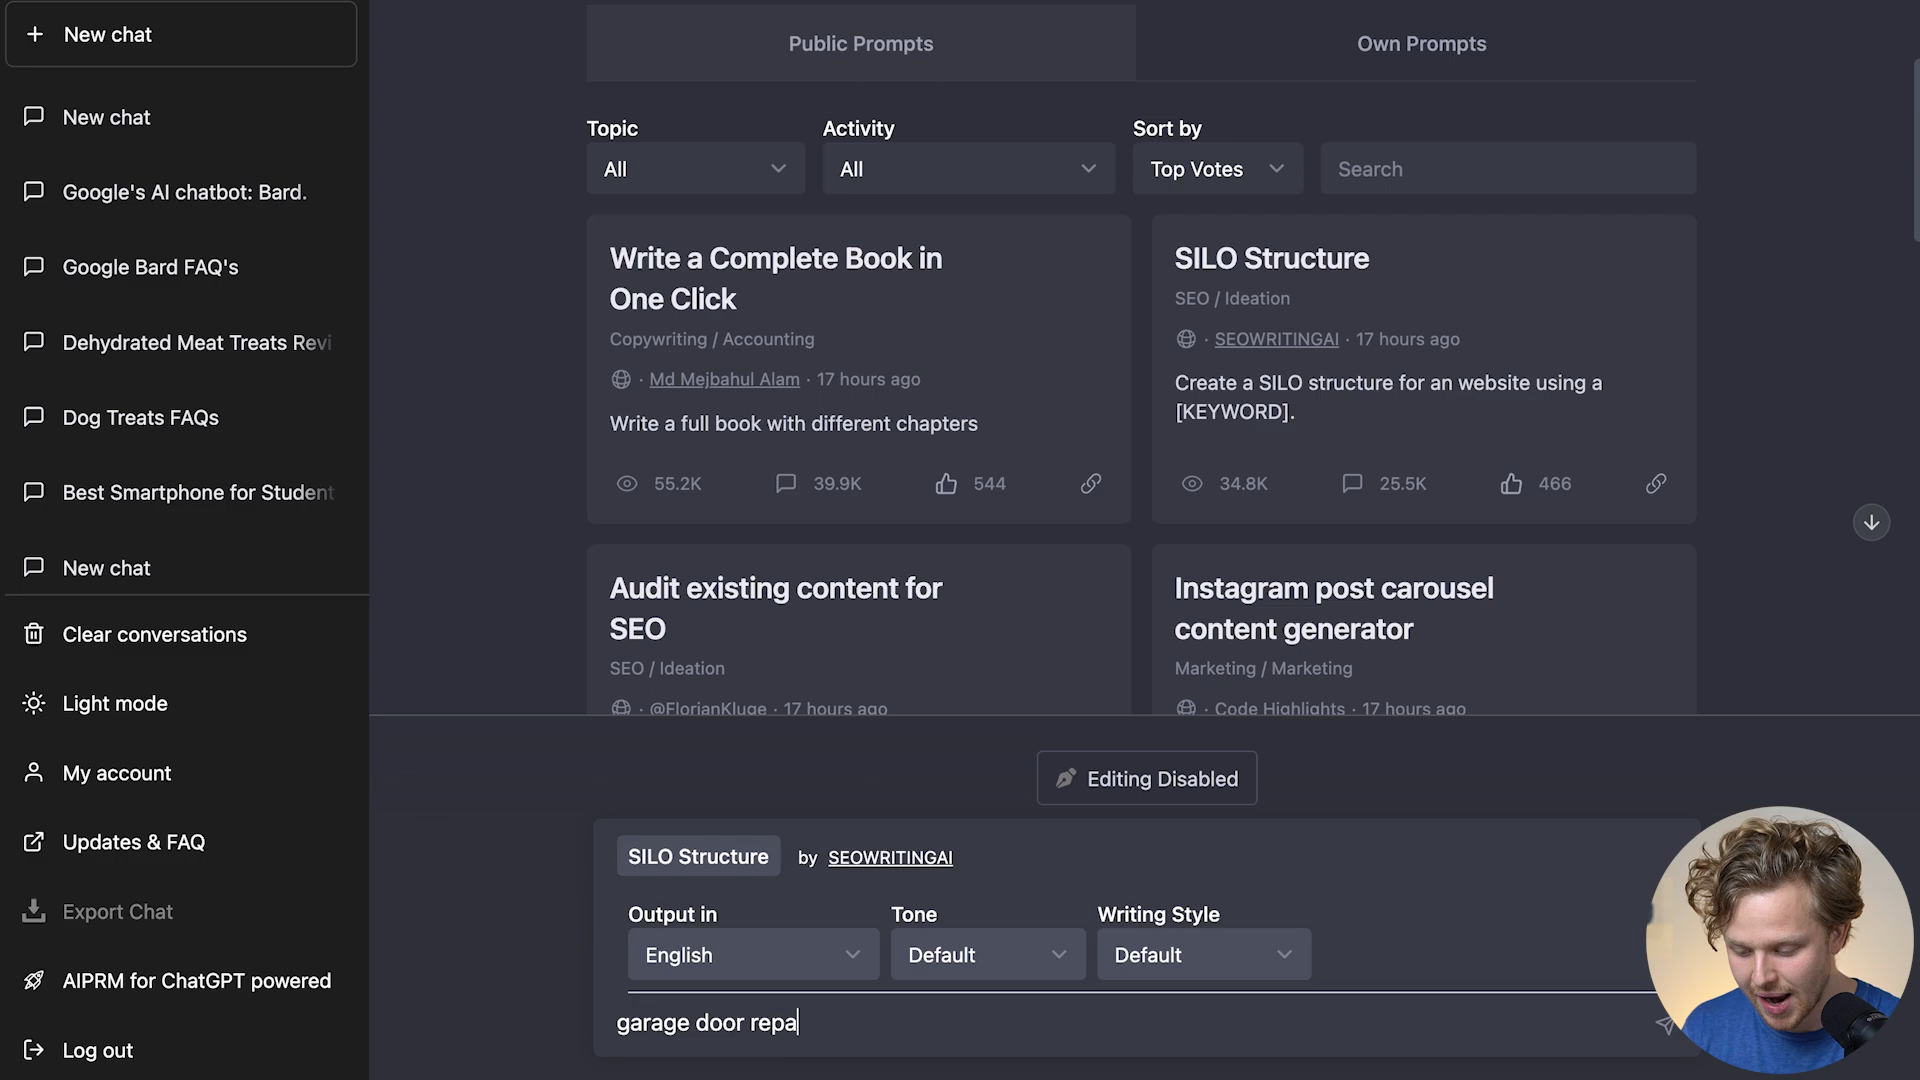 New chat
New chat
Google's AI chatbot: Bard.
Google Bard FAQ's
Dehydrated Meat Treats Revi
Dog Treats FAQs
Best Smartphone for Student
New chat
Clear conversations
Light mode
My account
Updates & FAQ
Export Chat
AIPRM for ChatGPT powered
Log out
Public Prompts
Own Prompts
Topic
Activity
Sort by
All
All
Top Votes
Search
Write a Complete Book in
One Click
Copywriting / Accounting
· Md Mejbahul Alam · 17 hours ago
Write a full book with different chapters
55.2K
39.9K
544
SILO Structure
SEO / Ideation
· SEOWRITINGAI · 17 hours ago
Create a SILO structure for an website using a
[KEYWORD].
34.8K
25.5K
466
Audit existing content for
SEO
SEO / Ideation
· @FlorianKluge · 17 hours ago
Instagram post carousel
content generator
Marketing / Marketing
· Code Highlights · 17 hours ago
Editing Disabled
SILO Structure by SEOWRITINGAI
Output in
Tone
Writing Style
English
Default
Default
garage door repa